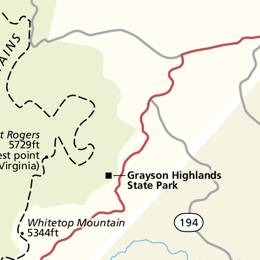 AINS
t Rogers
5729ft
est point
Virginia)
Grayson Highlands
State Park
Whitetop Mountain
5344ft
194